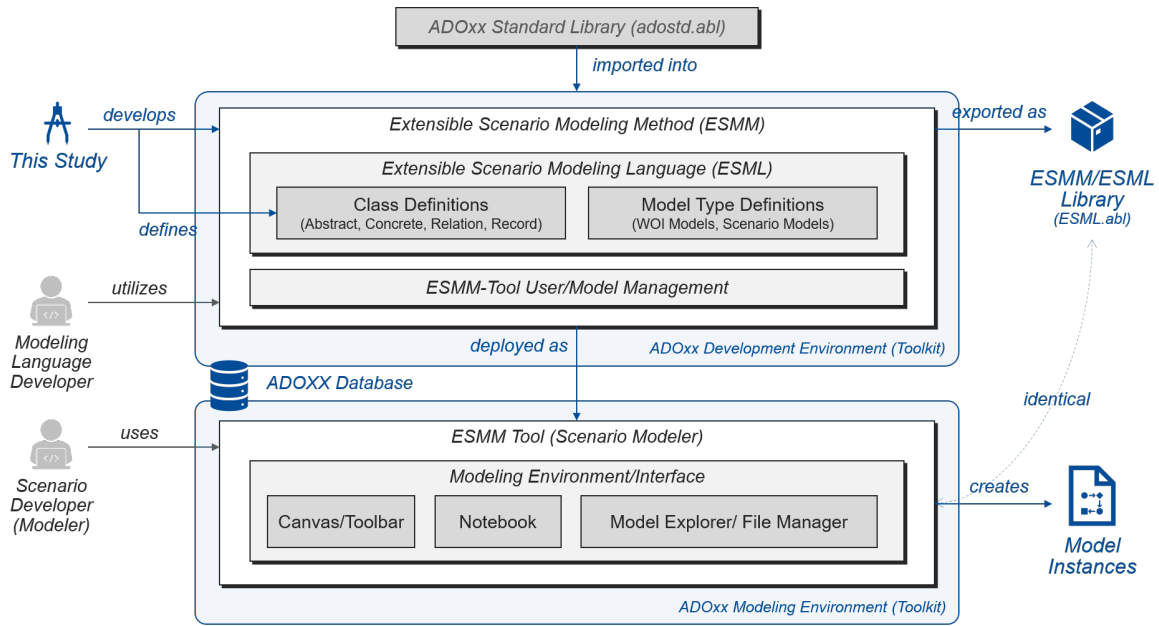 ADOxx Standard Library (adostd.abl)
imported into
develops
This Study
defines
Extensible Scenario Modeling Method (ESMM)
Extensible Scenario Modeling Language (ESML)
Class Definitions
(Abstract, Concrete, Relation, Record)
Model Type Definitions
(WOI Models, Scenario Models)
ESMM-Tool User/Model Management
ADOxx Development Environment (Toolkit)
exported as
ESMM/ESML
Library
(ESML.abl)
utilizes
Modeling
Language
Developer
deployed as
ADOXX Database
identical
uses
Scenario
Developer
(Modeler)
ESMM Tool (Scenario Modeler)
Modeling Environment/Interface
Canvas/Toolbar
Notebook
Model Explorer/ File Manager
ADOxx Modeling Environment (Toolkit)
creates
Model
Instances